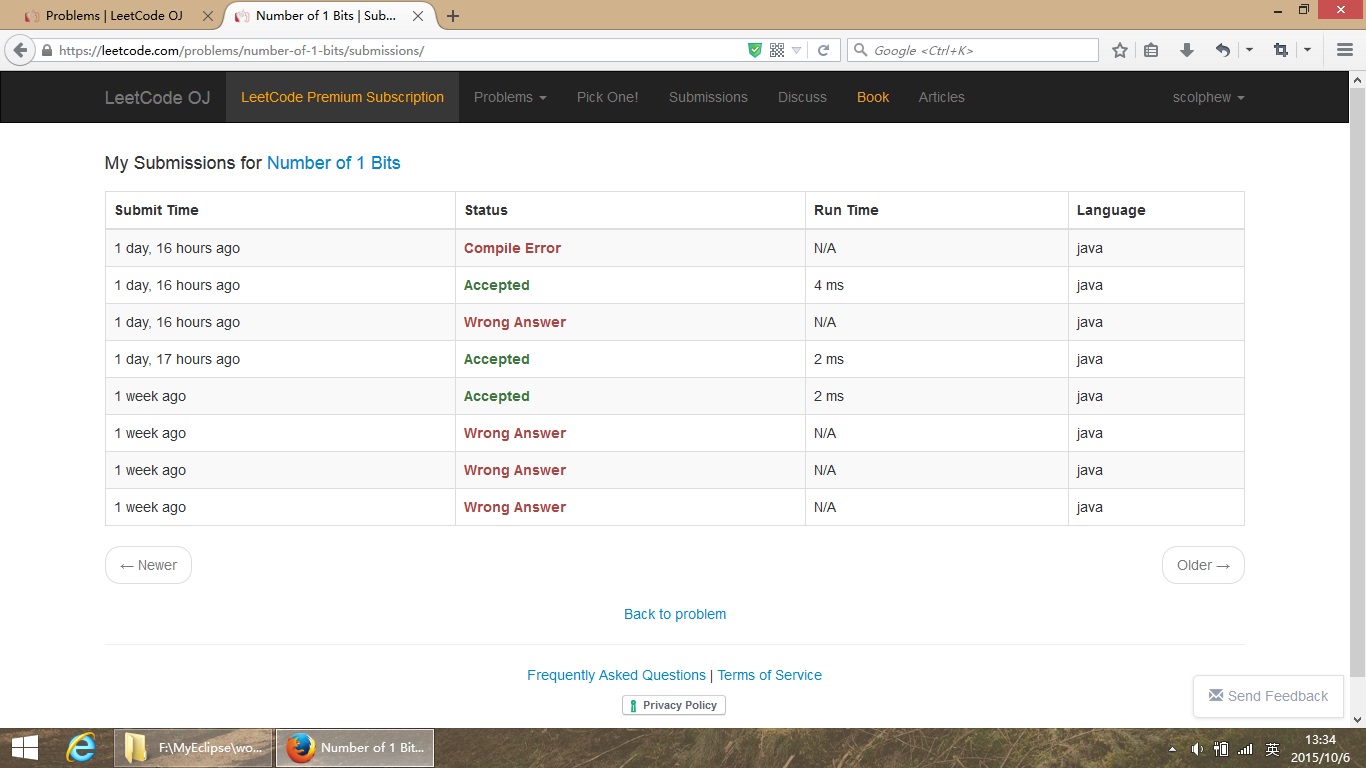 Problems | LeetCode OJ
Number of 1 Bits | Sub...
https://leetcode.com/problems/number-of-1-bits/submissions/
Google <Ctrl+K>
LeetCode OJ
LeetCode Premium Subscription
Problems
Pick One!
Submissions
Discuss
Book
Articles
scolphew
My Submissions for Number of 1 Bits
Submit Time Status Run Time Language
1 day, 16 hours ago Compile Error N/A java
1 day, 16 hours ago Accepted 4 ms java
1 day, 16 hours ago Wrong Answer N/A java
1 day, 17 hours ago Accepted 2 ms java
1 week ago Accepted 2 ms java
1 week ago Wrong Answer N/A java
1 week ago Wrong Answer N/A java
1 week ago Wrong Answer N/A java
← Newer
Older →
Back to problem
Frequently Asked Questions | Terms of Service
Privacy Policy
Send Feedback
F:\MyEclipse\wo...
Number of 1 Bit...
英
13:34
2015/10/6